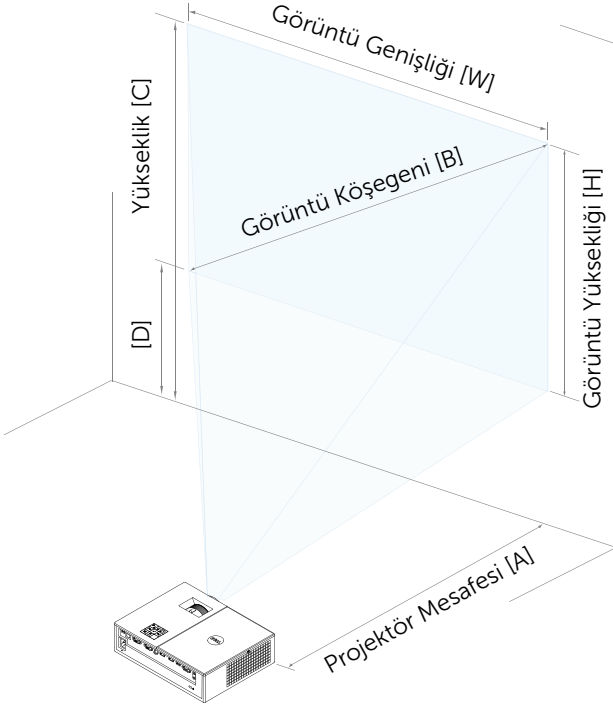 Görüntü Genişliği [W]
Yükseklik [C]
Görüntü Köşegeni [B]
Görüntü Yüksekliği [H]
[D]
Projektör Mesafesi [A]